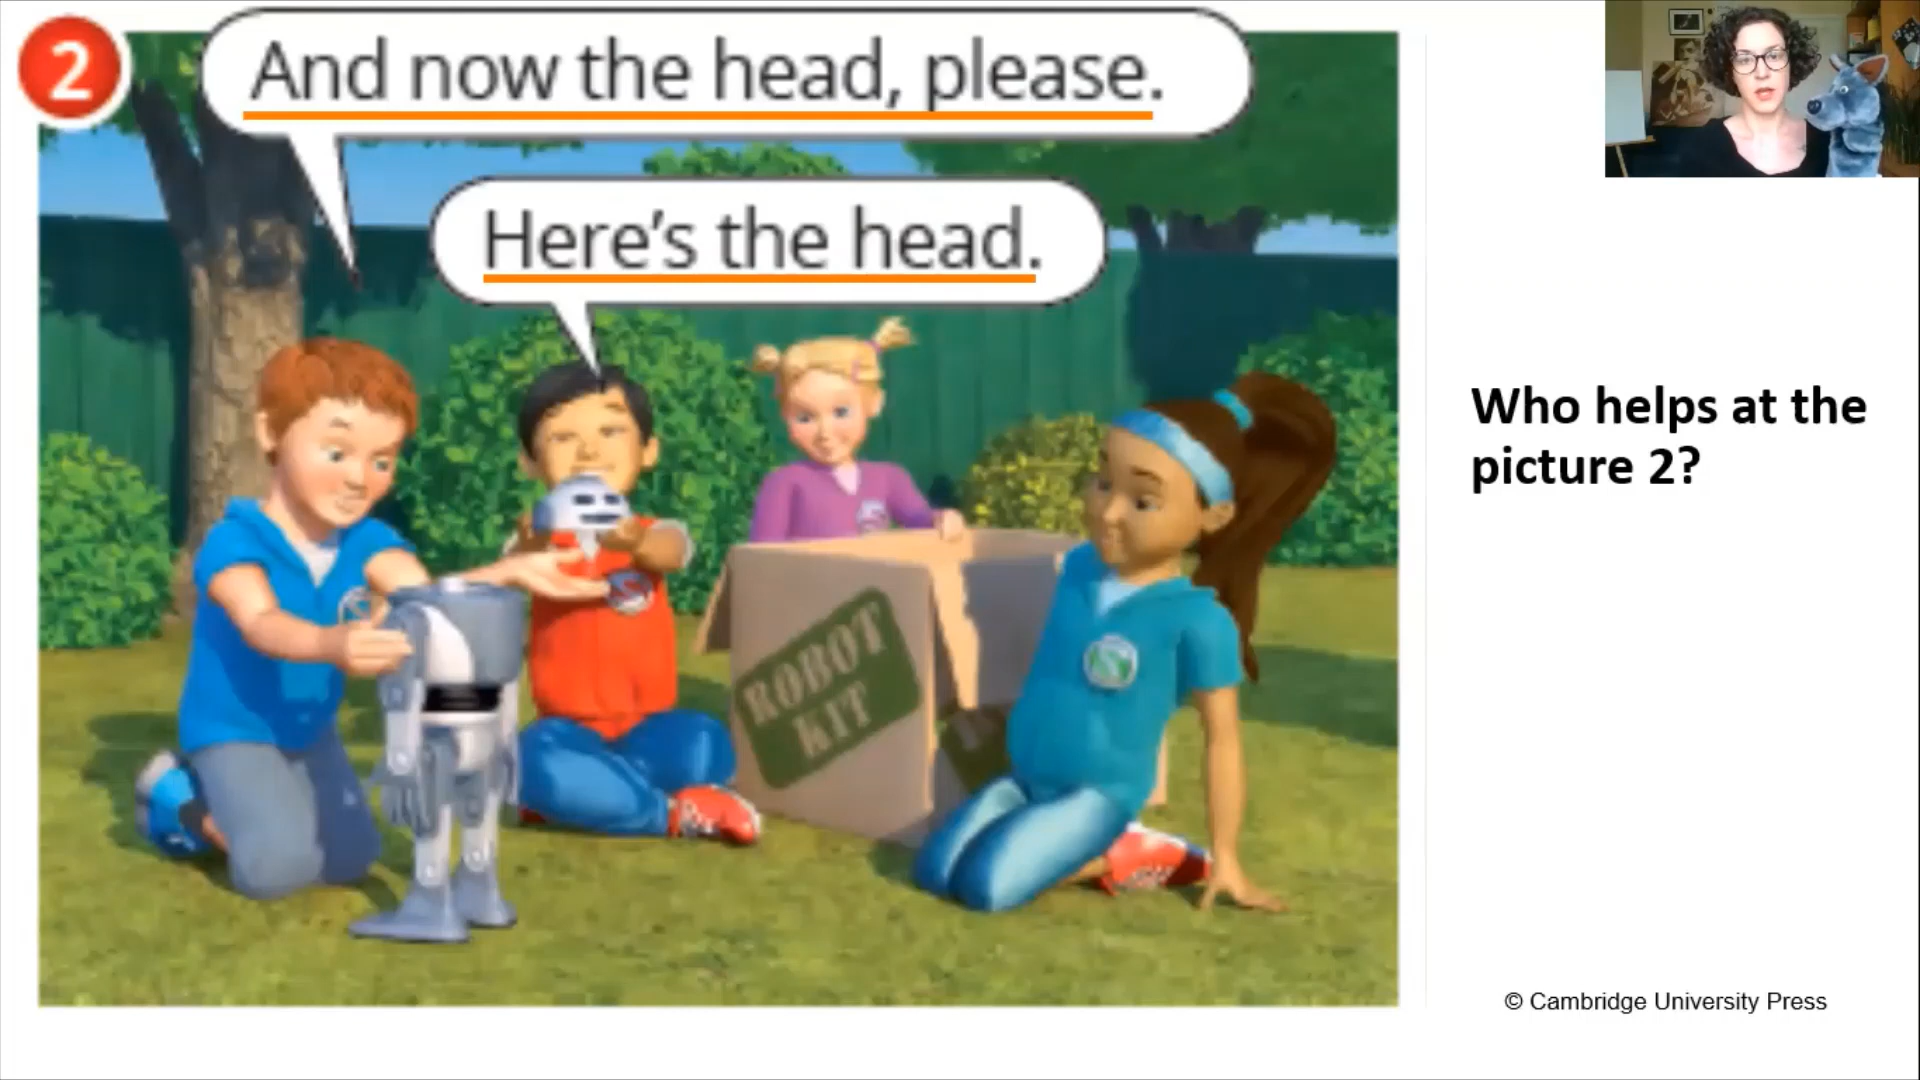 2
And now the head, please.
Here's the head.
ROBOT
KIT
Who helps at the
picture 2?
© Cambridge University Press